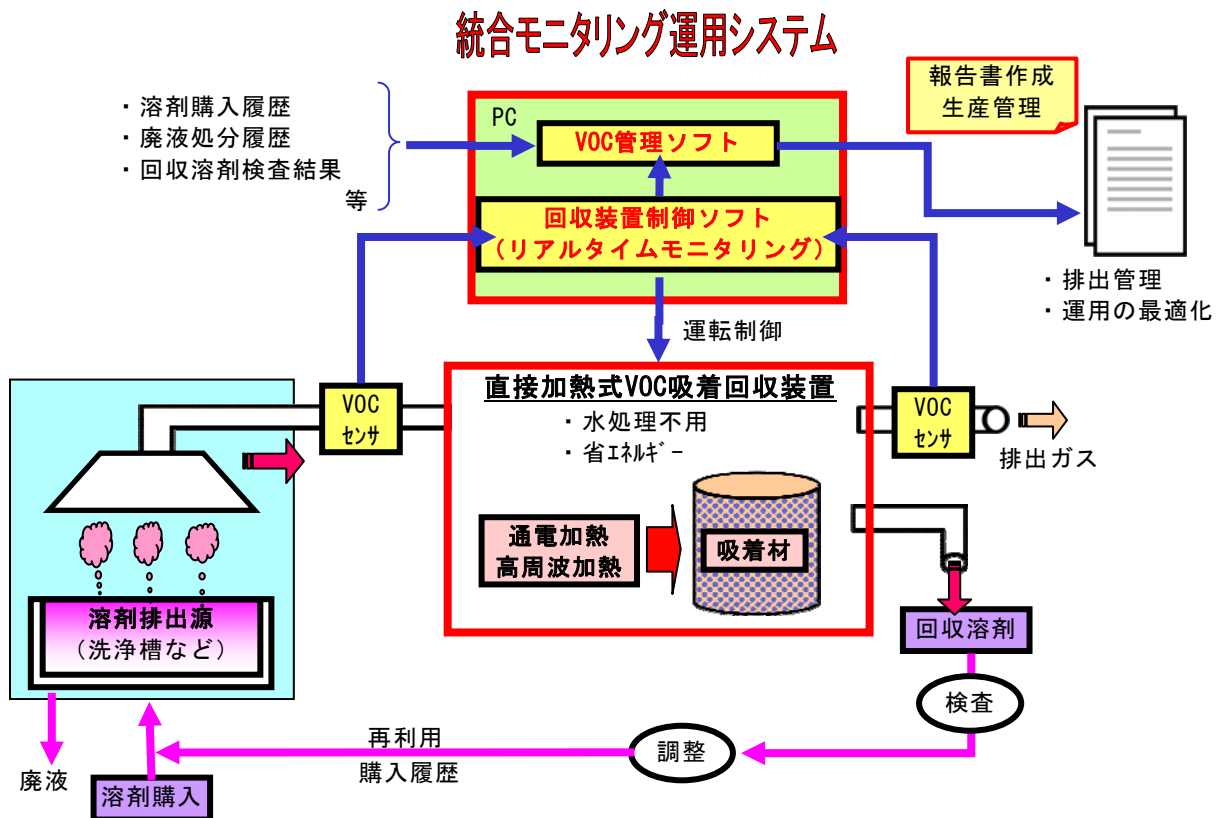 統合モニタリング運用システム
・溶剤購入履歴
・廃液処分履歴
・回収溶剤検査結果
等
PC
VOC管理ソフト
回収装置制御ソフト
（リアルタイムモニタリング）
報告書作成
生産管理
・排出管理
・運用の最適化
運転制御
VOC
ｾﾝｻ
直接加熱式VOC吸着回収装置
・水処理不用
・省ｴﾈﾙｷﾞｰ
通電加熱
高周波加熱
吸着材
VOC
ｾﾝｻ
排出ガス
溶剤排出源
（洗浄槽など）
回収溶剤
検査
調整
再利用
購入履歴
廃液
溶剤購入